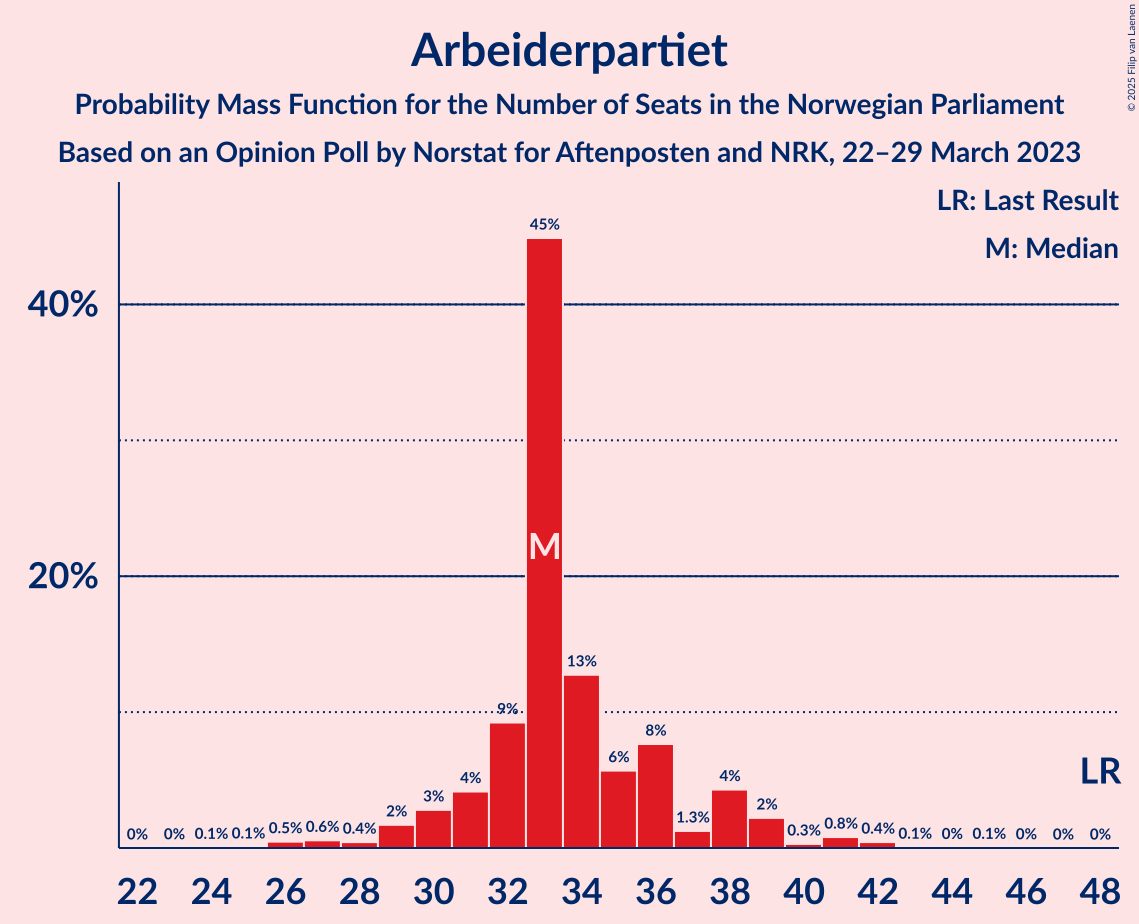 Arbeiderpartiet
Probability Mass Function for the Number of Seats in the Norwegian Parliament
Based on an Opinion Poll by Norstat for Aftenposten and NRK, 22–29 March 2023
© 2025 Filip van Laenen
LR: Last Result
M: Median
45%
40%
M
20%
13%
9%
8%
6%
LR
4%
4%
3%
2%
2%
0% 0% 0.1% 0.1% 0.5% 0.6% 0.4% 1.3% 0.3% 0.8% 0.4% 0.1% 0% 0.1% 0% 0% 0%
22 24 26 28 30 32 34 36 38 40 42 44 46 48